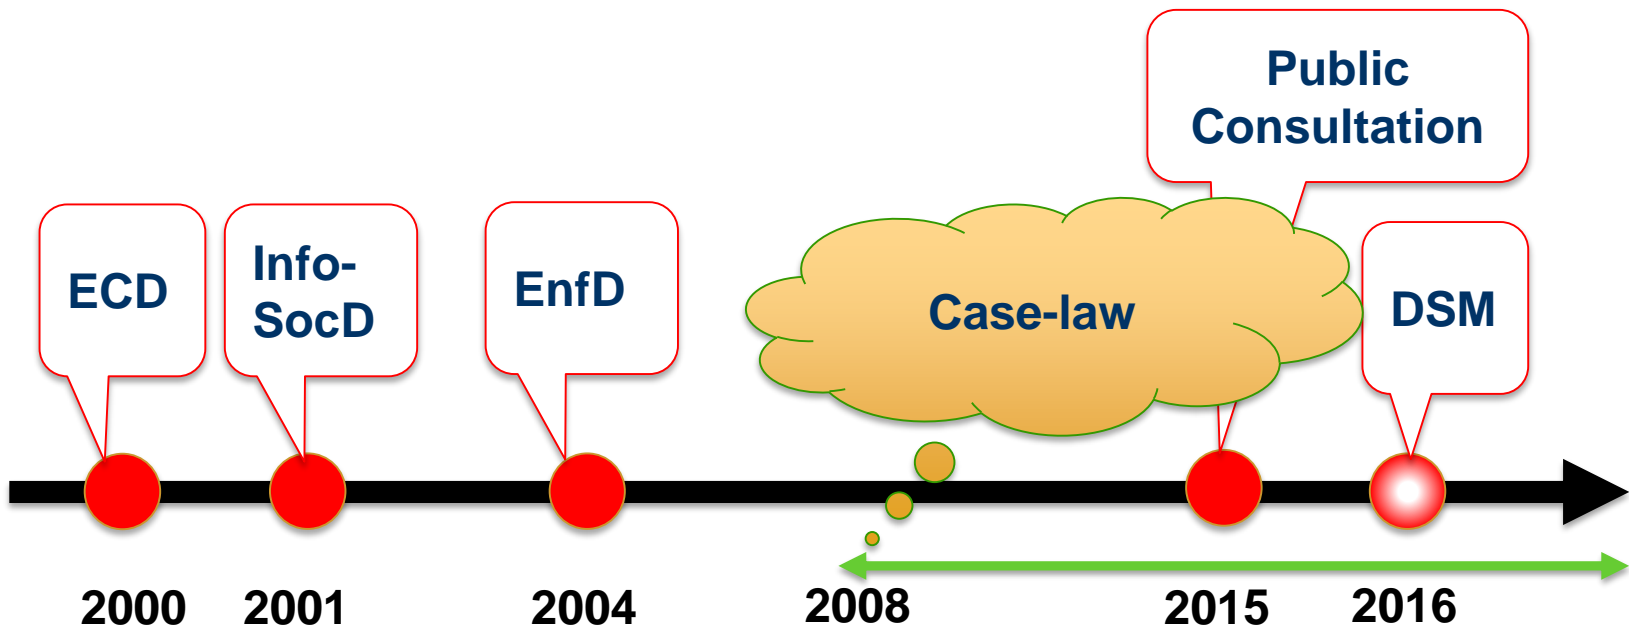 Public
Consultation
ECD
Info-
SocD
EnfD
Case-law
DSM
2000
2001
2004
2008
2015
2016